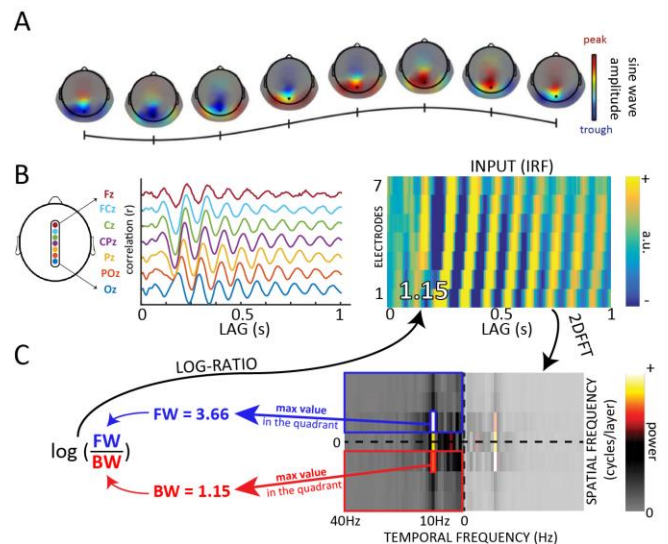 A
peak
sine wave
amplitude
trough
B
Fz
FCz
Cz
CPz
Pz
POz
Oz
correlation (r)
0 0.5 1
LAG (s)
INPUT (IRF)
ELECTRODES
7
1
1.15
0 0.5 1
LAG (s)
+
a.u.
-
2DFFT
C
LOG-RATIO
log (FW
BW)
FW = 3.66
max value
in the quadrant
BW = 1.15
max value
in the quadrant
0
40Hz 10Hz 0
TEMPORAL FREQUENCY (Hz)
SPATIAL FREQUENCY
(cycles/layer)
+
power
0